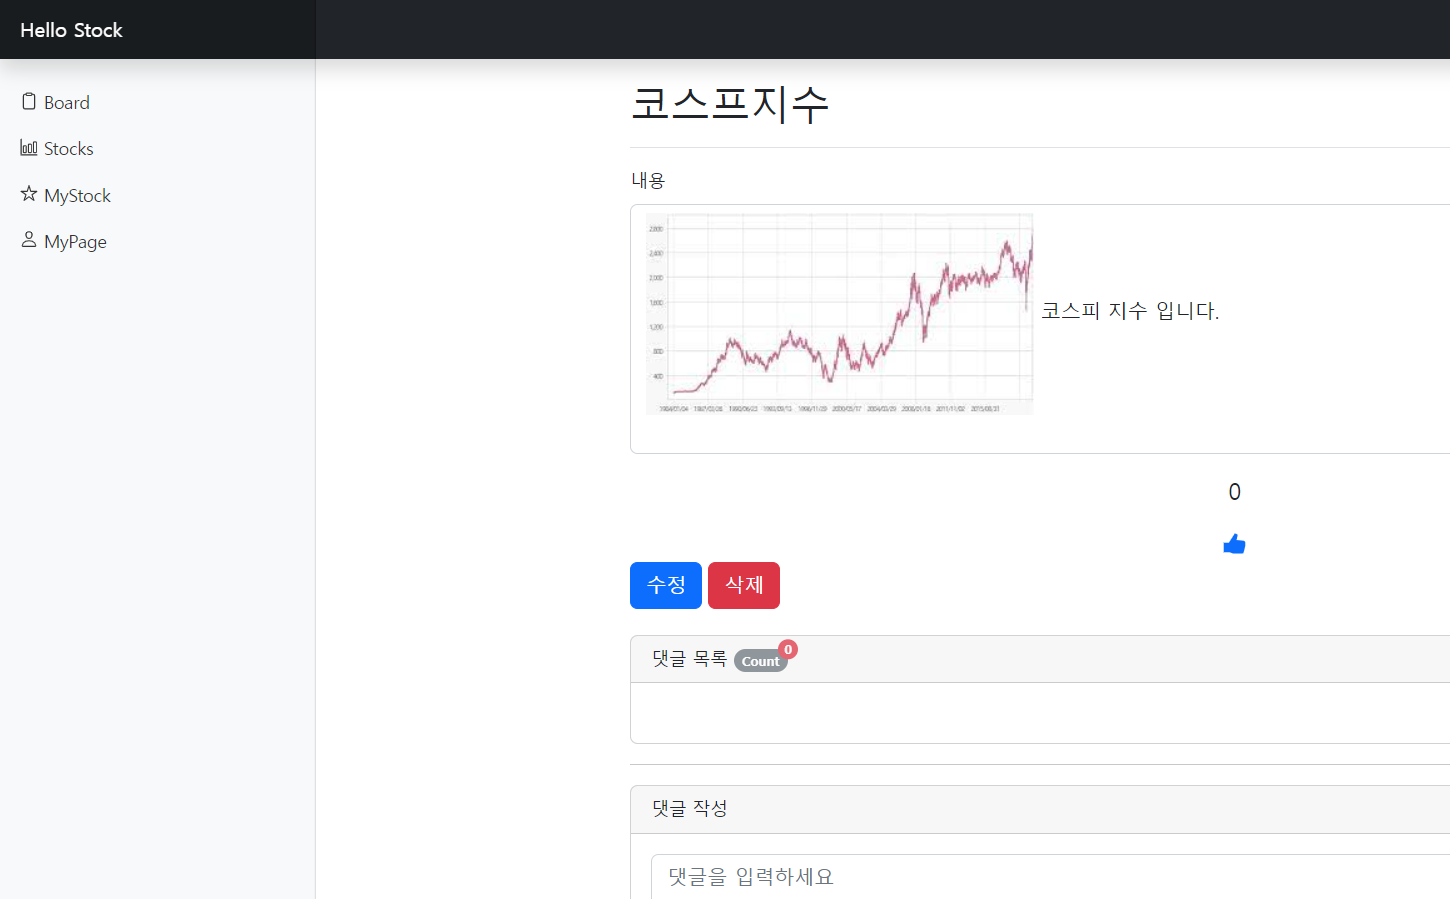 Hello Stock
Board
Stocks
MyStock
MyPage
코스프지수
내용
2,800
2,400
2,000
1,600
1,200
800
400
코스피 지수 입니다.
0
수정 삭제
댓글 목록 Count 0
댓글 작성
댓글을 입력하세요